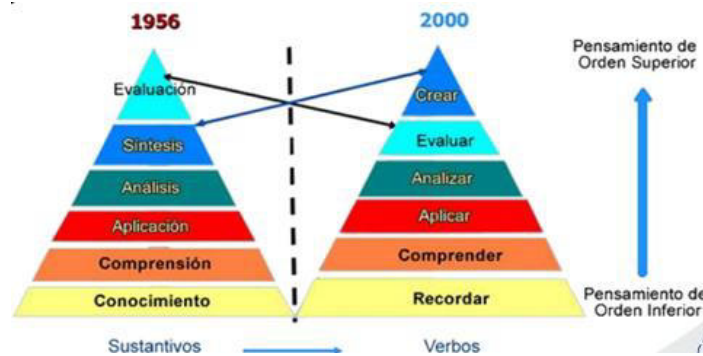 1956
2000
Evaluación
Síntesis
Análisis
Aplicación
Comprensión
Conocimiento
Sustantivos
Crear
Evaluar
Analizar
Aplicar
Comprender
Recordar
Verbos
Pensamiento de
Orden Superior
Pensamiento de
Orden Inferior